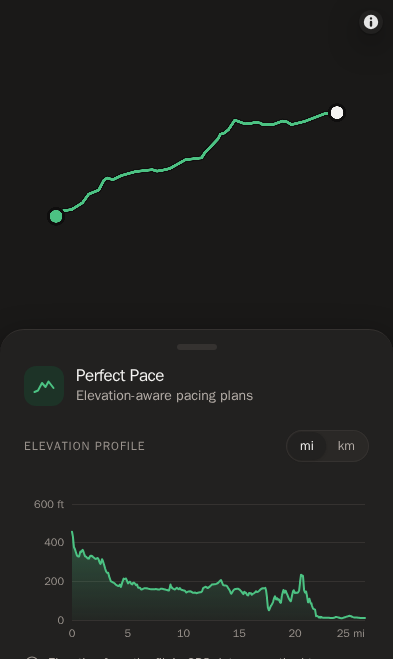 Perfect Pace
Elevation-aware pacing plans
ELEVATION PROFILE
mi
km
600 ft
400
200
0
0
5
10
15
20
25 mi